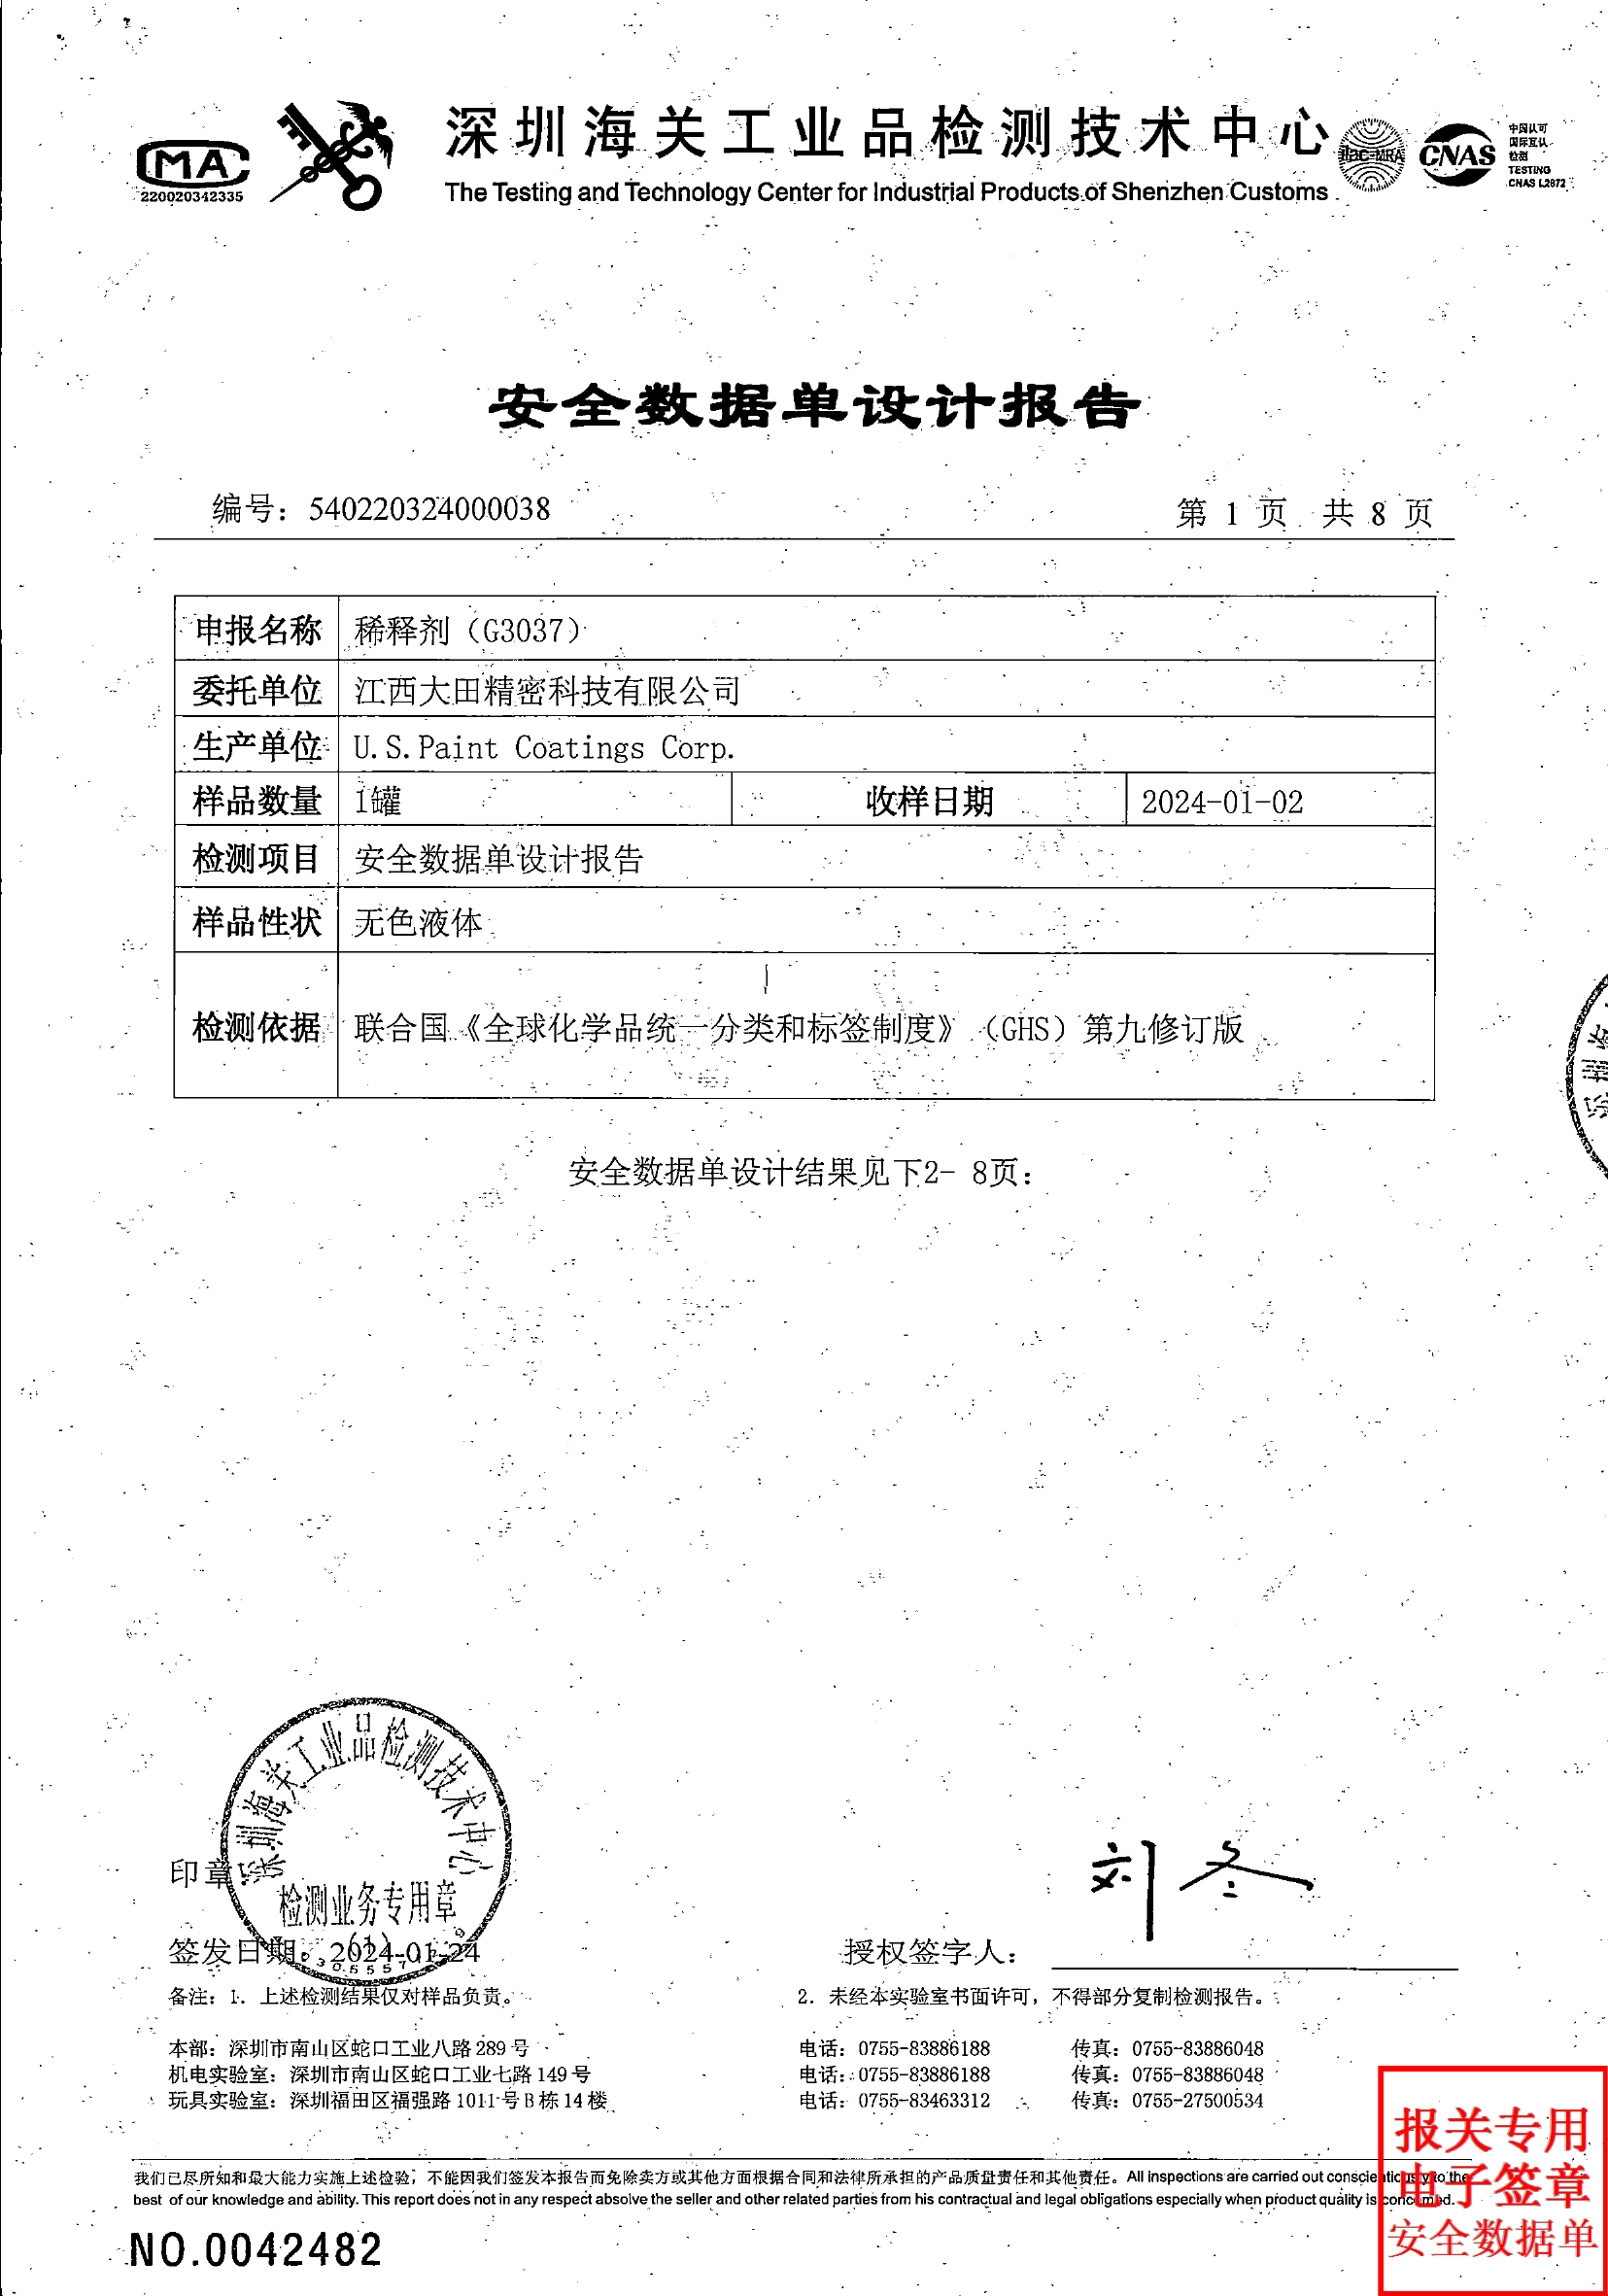 MA
220020342335
深圳海关工业品检测技术中心
The Testing and Technology Center for Industrial Products of Shenzhen Customs
ilac-MRA
CNAS
中国认可
国际互认
检测
TESTING
CNAS L2872
安全数据单设计报告
编号：540220324000038
第 1 页 共 8 页
申报名称 稀释剂（G3037）
委托单位 江西大田精密科技有限公司
生产单位 U.S.Paint Coatings Corp.
样品数量 1罐 收样日期 2024-01-02
检测项目 安全数据单设计报告
样品性状 无色液体
检测依据 联合国《全球化学品统一分类和标签制度》（GHS）第九修订版
安全数据单设计结果见下2- 8页：
深圳海关工业品检测技术中心
检测业务专用章
(1)
印章
签发日期：2024-01-24
刘冬
授权签字人：
备注：1. 上述检测结果仅对样品负责。
2. 未经本实验室书面许可，不得部分复制检测报告。
本部：深圳市南山区蛇口工业八路 289 号 电话：0755-83886188 传真：0755-83886048
机电实验室：深圳市南山区蛇口工业七路 149 号 电话：0755-83886188 传真：0755-83886048
玩具实验室：深圳福田区福强路 1011 号 B 栋 14 楼 电话：0755-83463312 传真：0755-27500534
我们已尽所知和最大能力实施上述检验，不能因我们签发本报告而免除卖方或其他方面根据合同和法律所承担的产品质量责任和其他责任。All inspections are carried out conscientiously to the
best of our knowledge and ability. This report does not in any respect absolve the seller and other related parties from his contractual and legal obligations especially when product quality is concerned.
NO.0042482
报关专用
电子签章
安全数据单